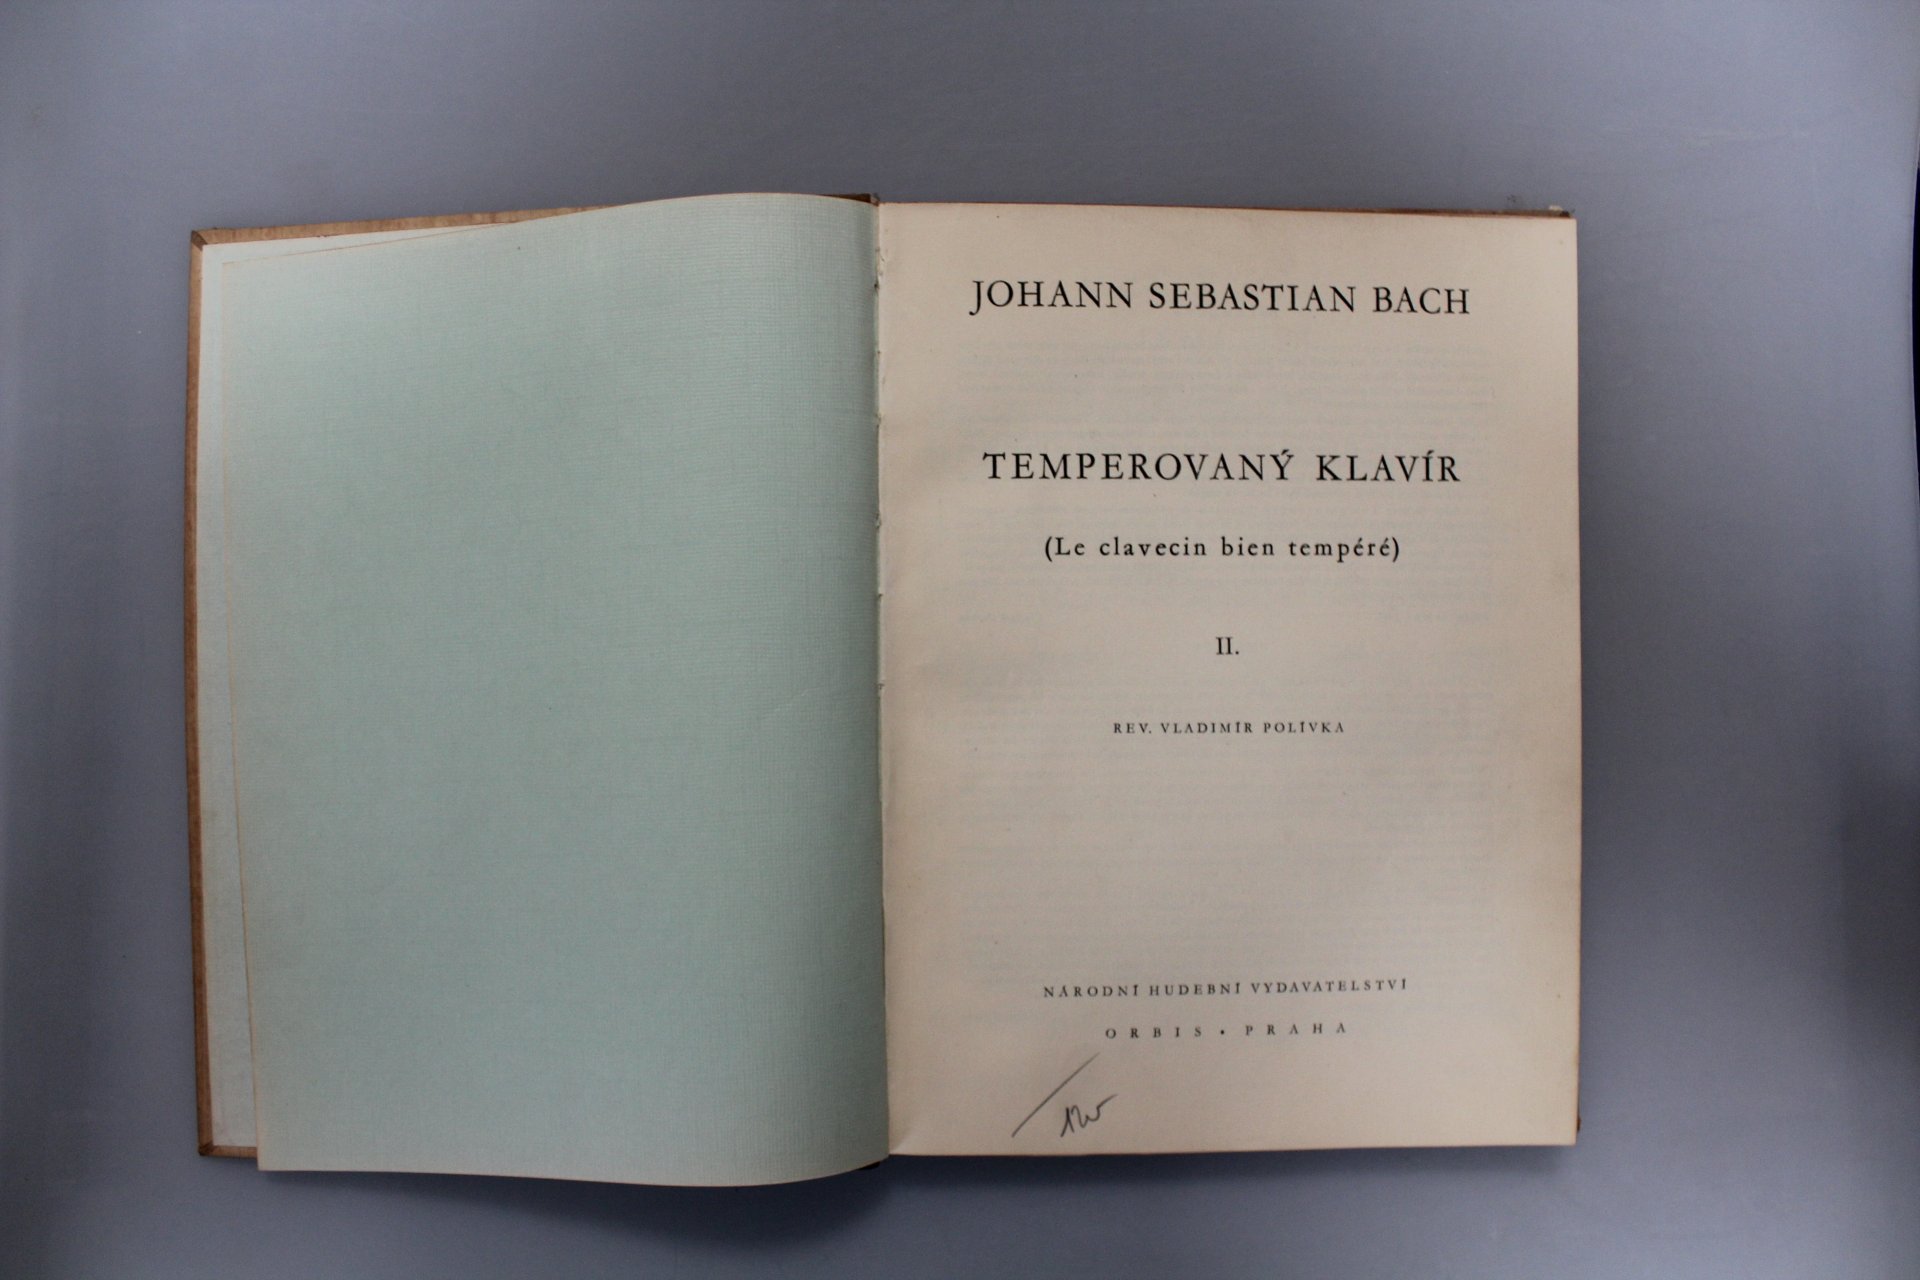 JOHANN SEBASTIAN BACH
TEMPEROVANÝ KLAVÍR
(Le clavecin bien tempéré)
II.
REV. VLADIMÍR POLÍVKA
NÁRODNÍ HUDEBNÍ VYDAVATELSTVÍ
ORBIS • PRAHA